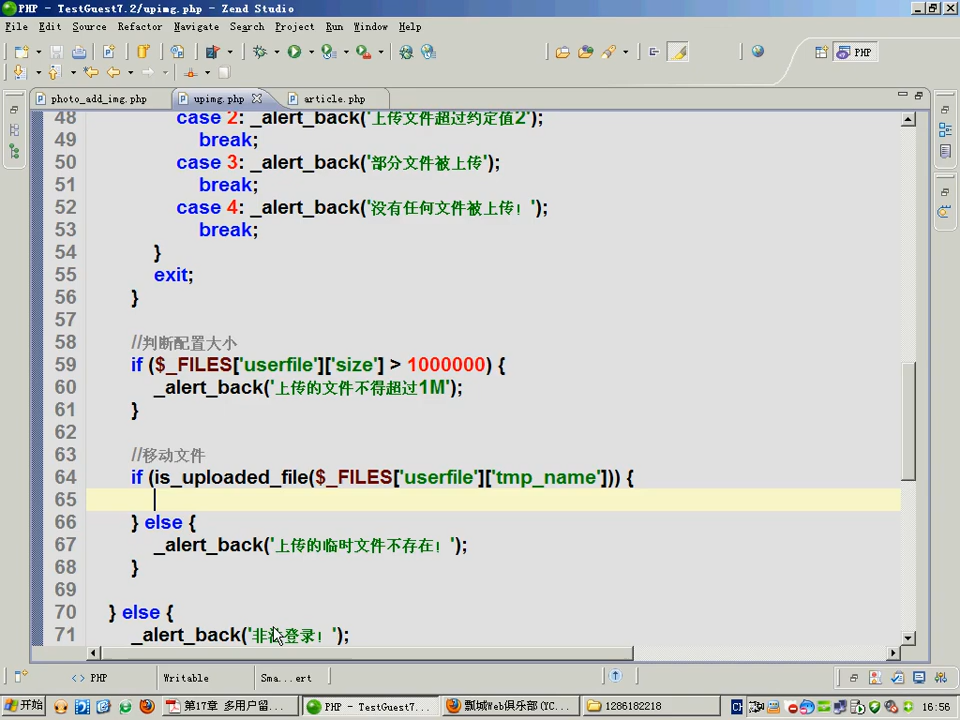 PHP - TestGuest7.2/upimg.php - Zend Studio
File Edit Source Refactor Navigate Search Project Run Window Help
PHP
photo_add_img.php upimg.php article.php
48 case 2: _alert_back('上传文件超过约定值2');
49 break;
50 case 3: _alert_back('部分文件被上传');
51 break;
52 case 4: _alert_back('没有任何文件被上传！');
53 break;
54 }
55 exit;
56 }
57
58 //判断配置大小
59 if ($_FILES['userfile']['size'] > 1000000) {
60 _alert_back('上传的文件不得超过1M');
61 }
62
63 //移动文件
64 if (is_uploaded_file($_FILES['userfile']['tmp_name'])) {
65
66 } else {
67 _alert_back('上传的临时文件不存在！');
68 }
69
70 } else {
71 _alert_back('非法登录！');
<> PHP Writable Sma...ert
开始 第17章 多用户留... PHP - TestGuest7... 瓢城Web俱乐部(YC... 1286182218 16:56